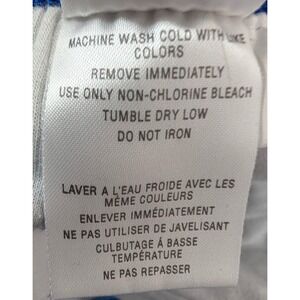 MACHINE WASH COLD WITH LIKE
COLORS
REMOVE IMMEDIATELY
USE ONLY NON-CHLORINE BLEACH
TUMBLE DRY LOW
DO NOT IRON
LAVER A L'EAU FROIDE AVEC LES
MÊME COULEURS
ENLEVER IMMÉDIATEMENT
NE PAS UTILISER DE JAVELISANT
CULBUTAGE À BASSE
TEMPÉRATURE
NE PAS REPASSER